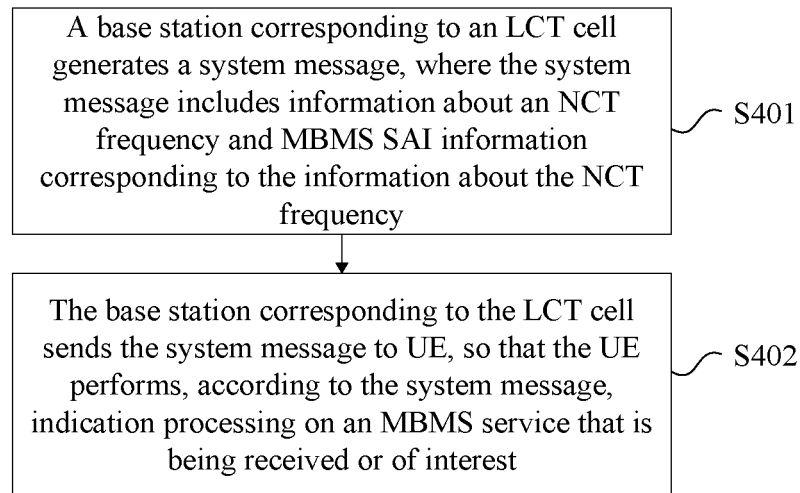 A base station corresponding to an LCT cell
generates a system message, where the system
message includes information about an NCT
frequency and MBMS SAI information
corresponding to the information about the NCT
frequency
S401
The base station corresponding to the LCT cell
sends the system message to UE, so that the UE
performs, according to the system message,
indication processing on an MBMS service that is
being received or of interest
S402